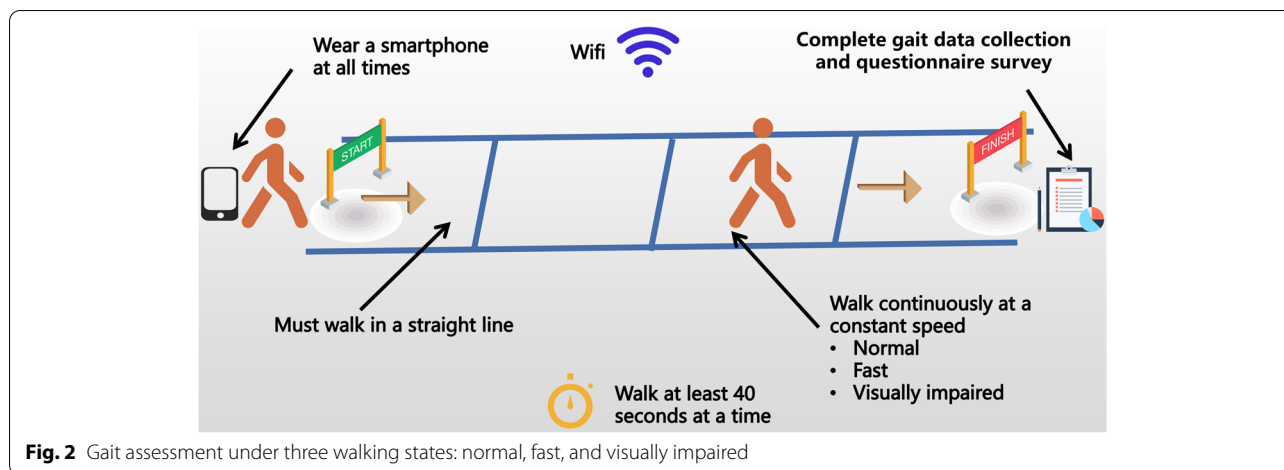 Wear a smartphone
at all times
Wifi
Complete gait data collection
and questionnaire survey
START
FINISH
Must walk in a straight line
Walk continuously at a
constant speed
• Normal
• Fast
• Visually impaired
Walk at least 40
seconds at a time
Fig. 2 Gait assessment under three walking states: normal, fast, and visually impaired